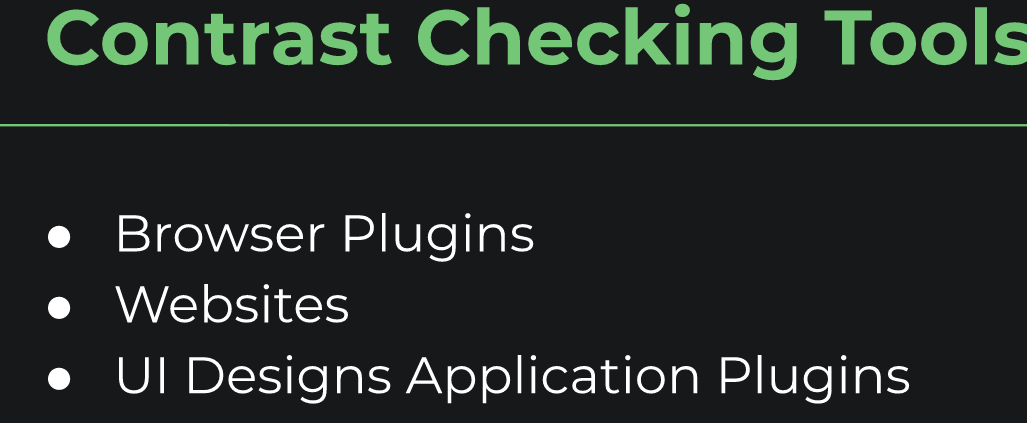 Contrast Checking Tools
● Browser Plugins
● Websites
● UI Designs Application Plugins